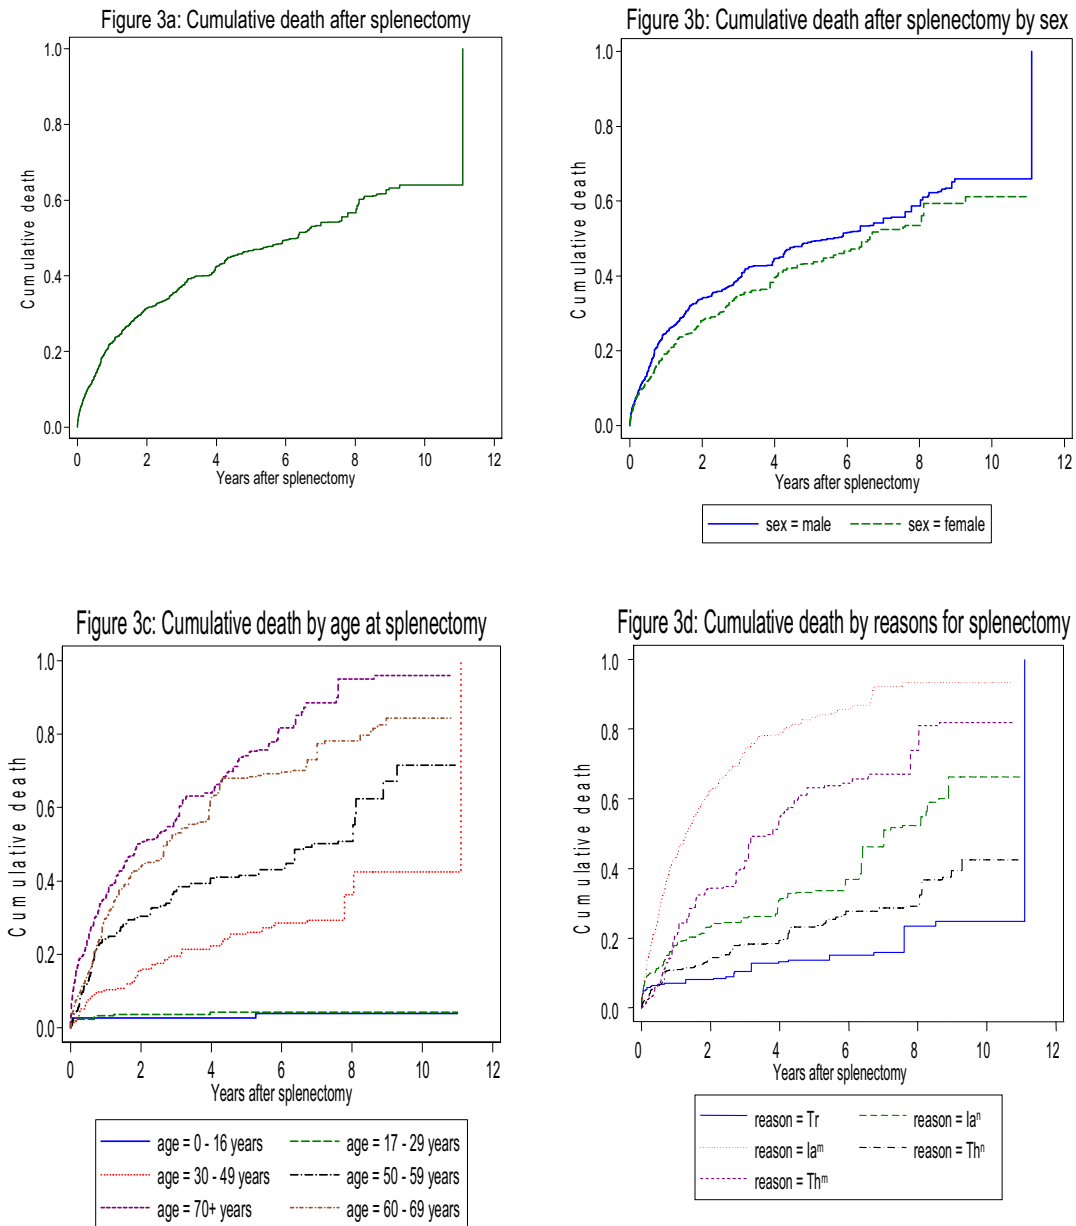 Figure 3a: Cumulative death after splenectomy
1.0
0.8
0.6
0.4
0.2
0.0
Cumulative death
0 2 4 6 8 10 12
Years after splenectomy
Figure 3b: Cumulative death after splenectomy by sex
1.0
0.8
0.6
0.4
0.2
0.0
Cumulative death
0 2 4 6 8 10 12
Years after splenectomy
sex = male sex = female
Figure 3c: Cumulative death by age at splenectomy
1.0
0.8
0.6
0.4
0.2
0.0
Cumulative death
0 2 4 6 8 10 12
Years after splenectomy
age = 0 - 16 years age = 17 - 29 years
age = 30 - 49 years age = 50 - 59 years
age = 70+ years age = 60 - 69 years
Figure 3d: Cumulative death by reasons for splenectomy
1.0
0.8
0.6
0.4
0.2
0.0
Cumulative death
0 2 4 6 8 10 12
Years after splenectomy
reason = Tr reason = Iaⁿ
reason = Iaᵐ reason = Thⁿ
reason = Thᵐ